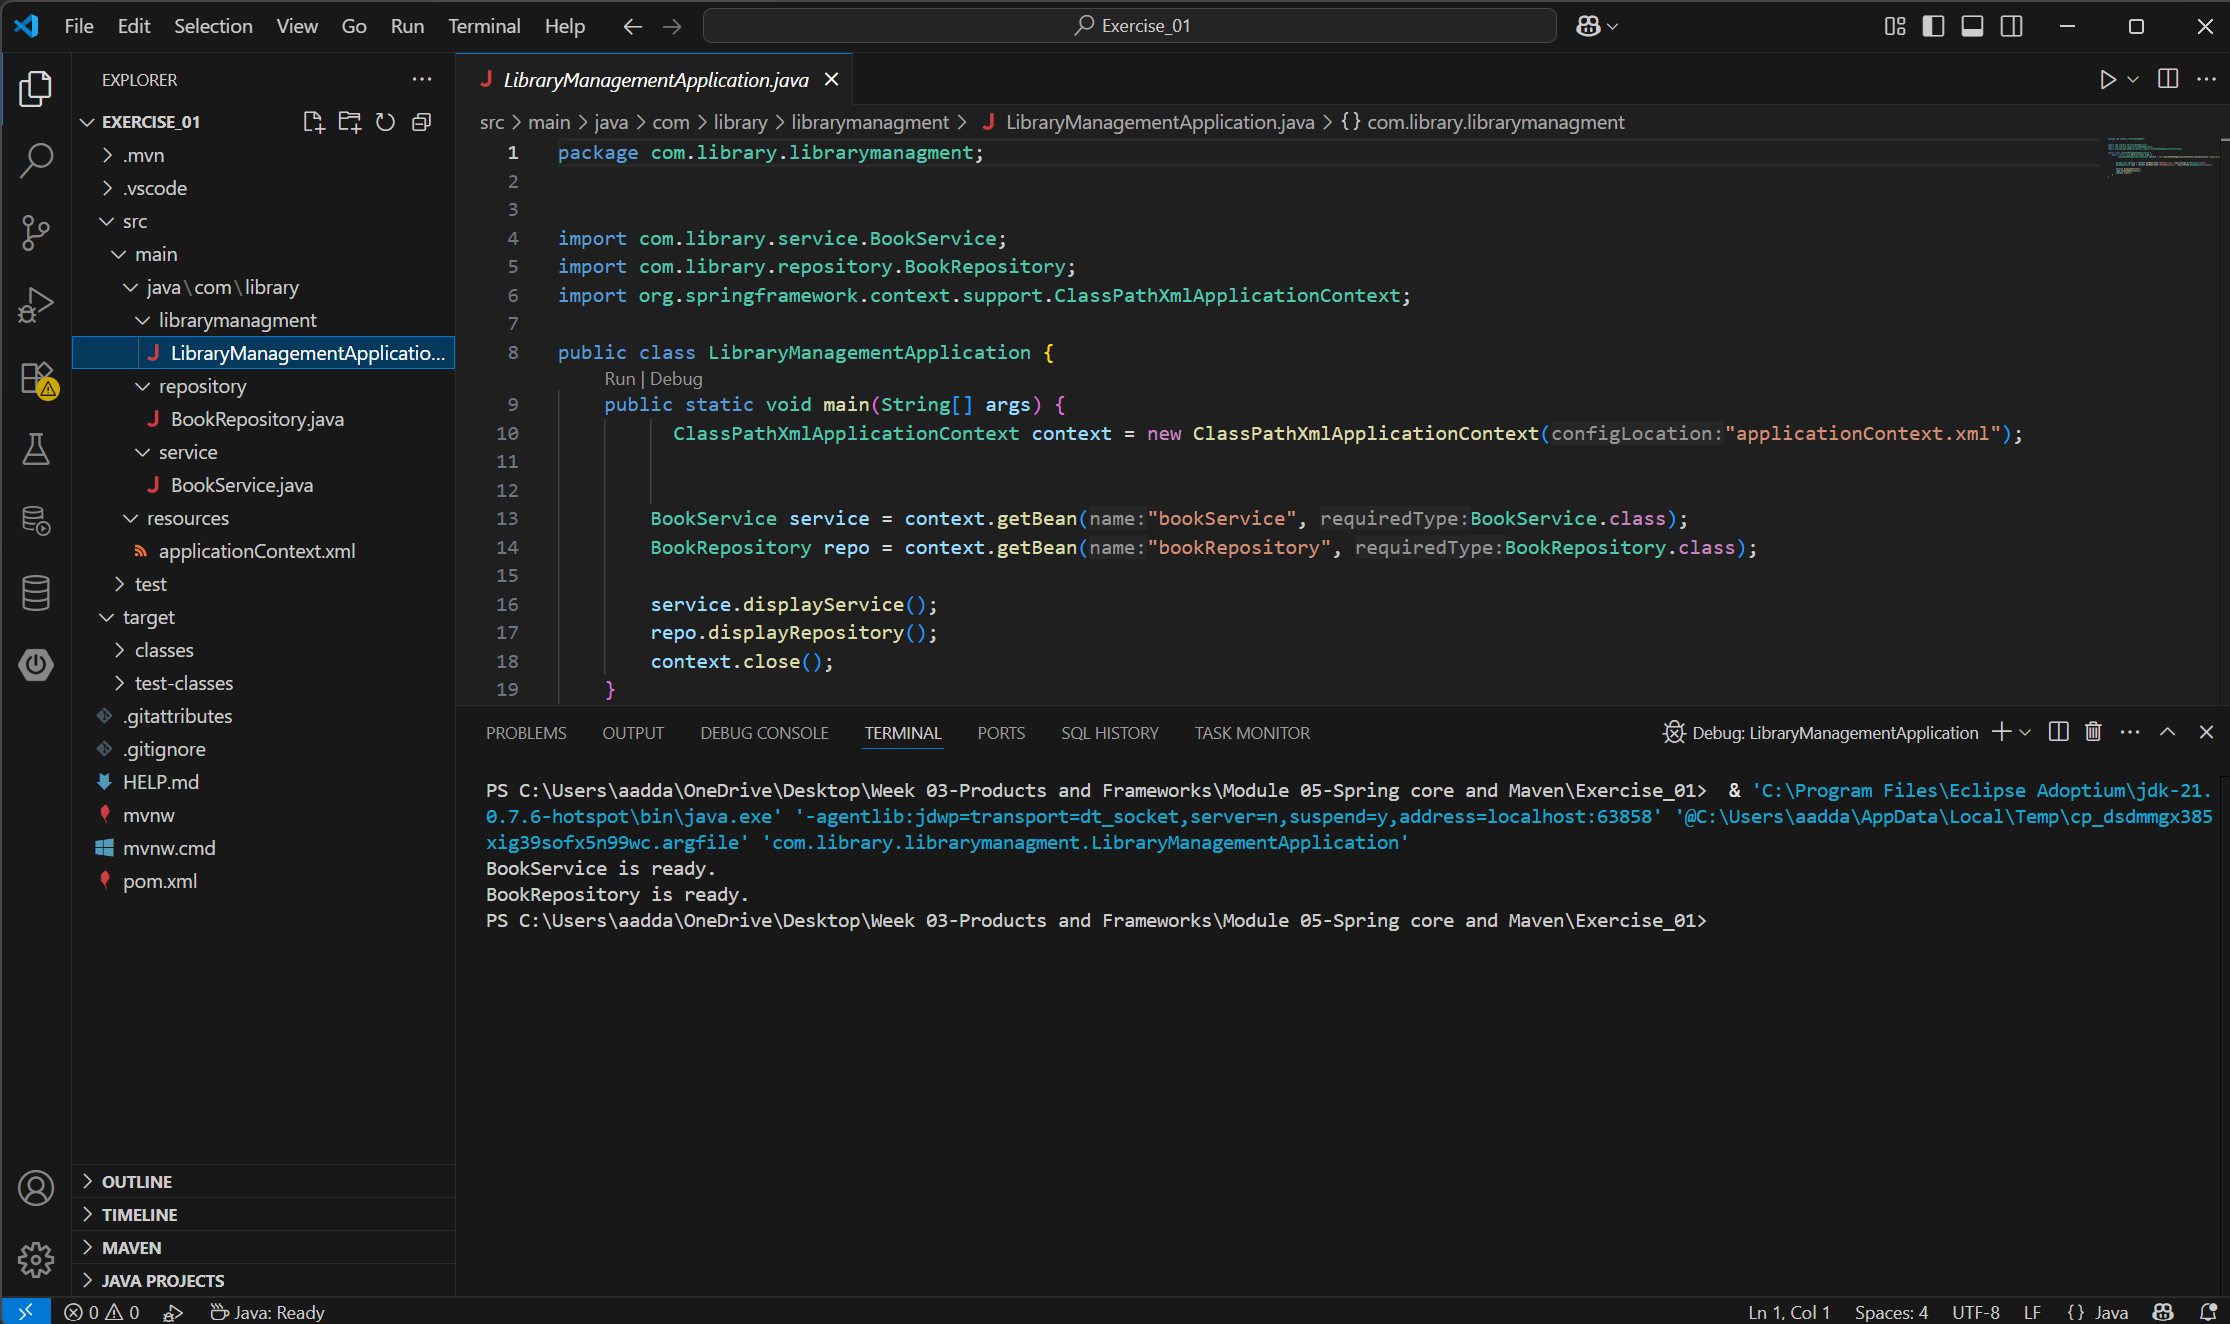 File Edit Selection View Go Run Terminal Help
Exercise_01
EXPLORER
EXERCISE_01
.mvn
.vscode
src
main
java\com\library
librarymanagment
LibraryManagementApplicatio...
repository
BookRepository.java
service
BookService.java
resources
applicationContext.xml
test
target
classes
test-classes
.gitattributes
.gitignore
HELP.md
mvnw
mvnw.cmd
pom.xml
OUTLINE
TIMELINE
MAVEN
JAVA PROJECTS
LibraryManagementApplication.java
src > main > java > com > library > librarymanagment > LibraryManagementApplication.java > {} com.library.librarymanagment
1 package com.library.librarymanagment;
2
3
4 import com.library.service.BookService;
5 import com.library.repository.BookRepository;
6 import org.springframework.context.support.ClassPathXmlApplicationContext;
7
8 public class LibraryManagementApplication {
Run | Debug
9 public static void main(String[] args) {
10 ClassPathXmlApplicationContext context = new ClassPathXmlApplicationContext(configLocation:"applicationContext.xml");
11
12
13 BookService service = context.getBean(name:"bookService", requiredType:BookService.class);
14 BookRepository repo = context.getBean(name:"bookRepository", requiredType:BookRepository.class);
15
16 service.displayService();
17 repo.displayRepository();
18 context.close();
19 }
PROBLEMS OUTPUT DEBUG CONSOLE TERMINAL PORTS SQL HISTORY TASK MONITOR
Debug: LibraryManagementApplication
PS C:\Users\aadda\OneDrive\Desktop\Week 03-Products and Frameworks\Module 05-Spring core and Maven\Exercise_01> & 'C:\Program Files\Eclipse Adoptium\jdk-21.
0.7.6-hotspot\bin\java.exe' '-agentlib:jdwp=transport=dt_socket,server=n,suspend=y,address=localhost:63858' '@C:\Users\aadda\AppData\Local\Temp\cp_dsdmmgx385
xig39sofx5n99wc.argfile' 'com.library.librarymanagment.LibraryManagementApplication'
BookService is ready.
BookRepository is ready.
PS C:\Users\aadda\OneDrive\Desktop\Week 03-Products and Frameworks\Module 05-Spring core and Maven\Exercise_01>
0 0 Java: Ready
Ln 1, Col 1 Spaces: 4 UTF-8 LF {} Java